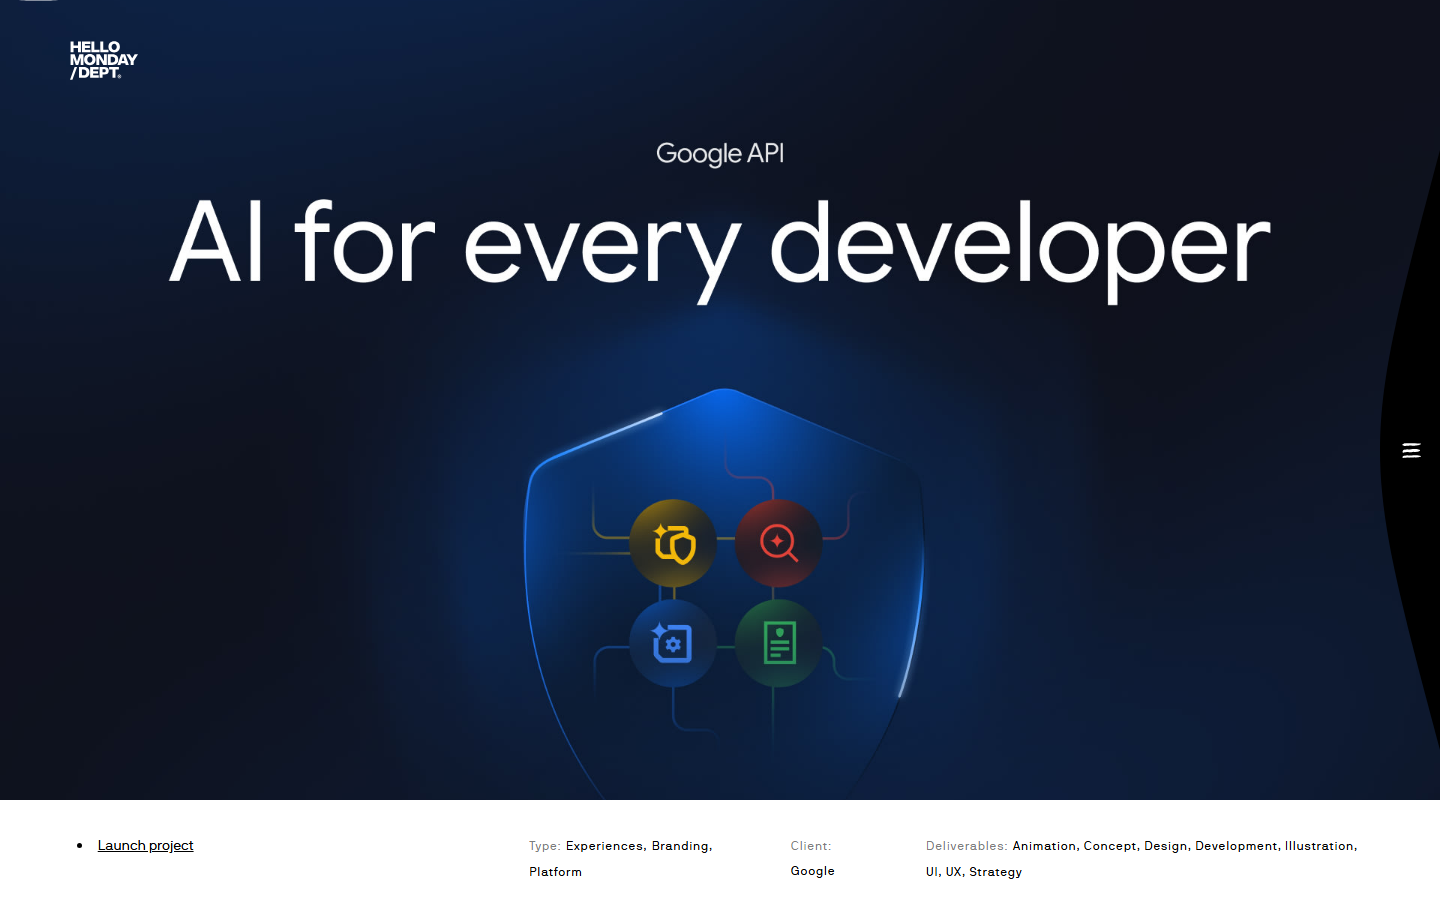 HELLO
MONDAY
/DEPT®
Google API
AI for every developer
Launch project
Type: Experiences, Branding,
Platform
Client:
Google
Deliverables: Animation, Concept, Design, Development, Illustration,
UI, UX, Strategy